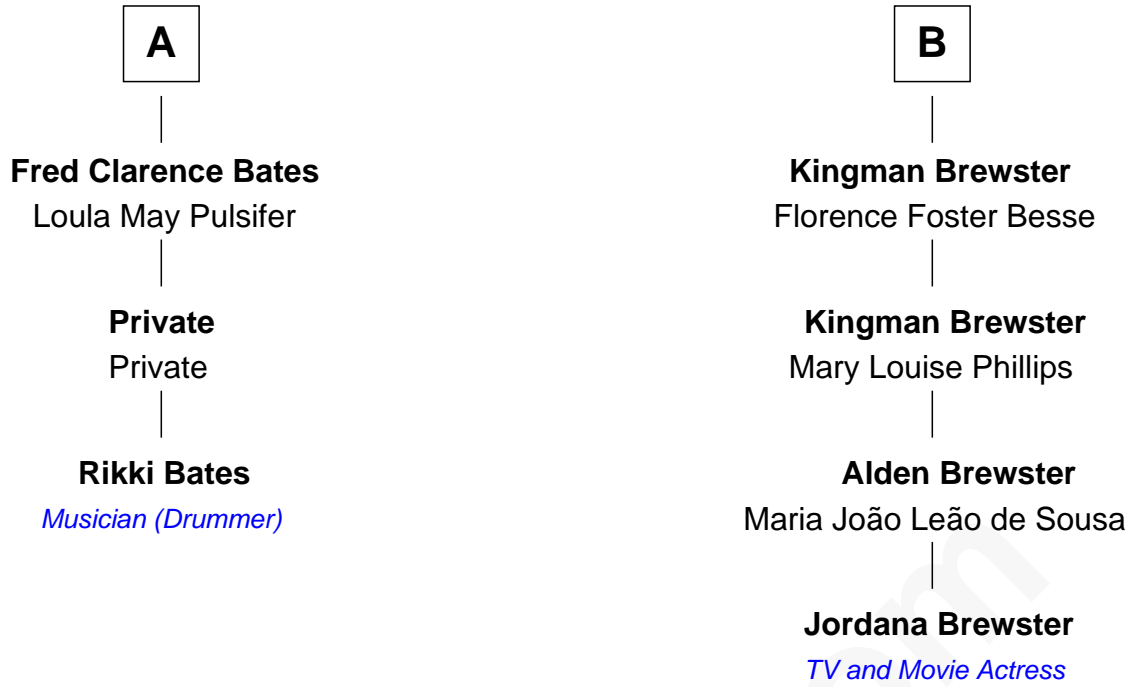 A
Fred Clarence Bates
Loula May Pulsifer
Private
Private
Rikki Bates
Musician (Drummer)
B
Kingman Brewster
Florence Foster Besse
Kingman Brewster
Mary Louise Phillips
Alden Brewster
Maria João Leão de Sousa
Jordana Brewster
TV and Movie Actress